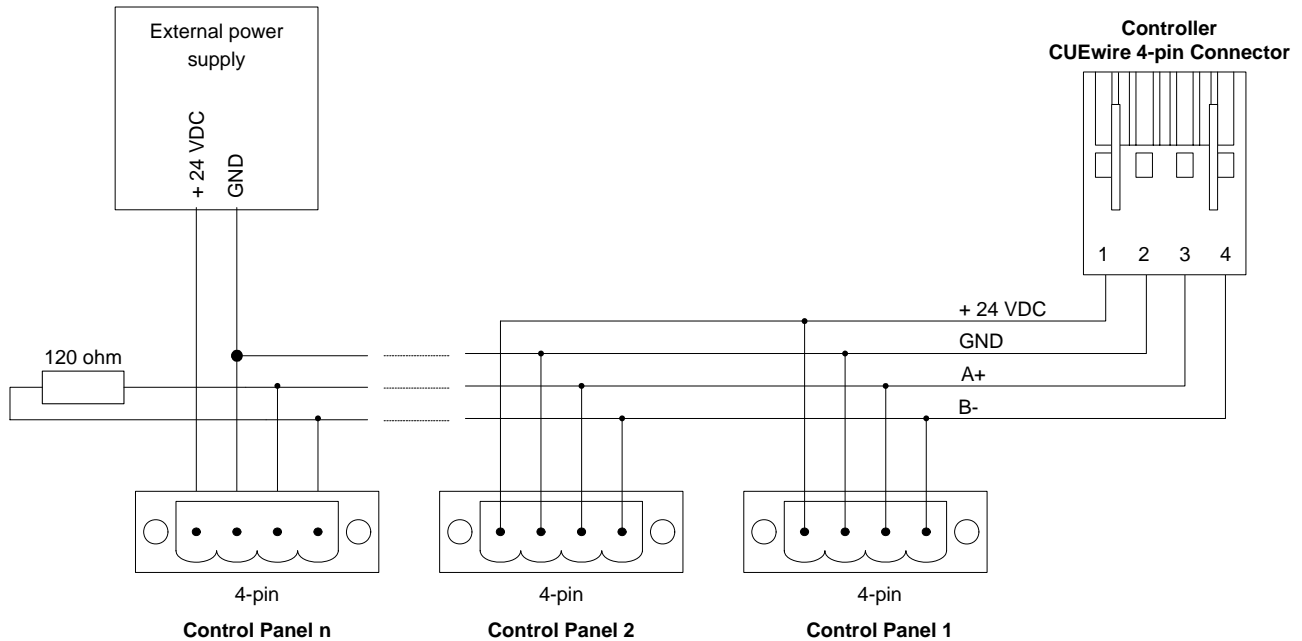 External power
supply
+ 24 VDC
GND
Controller
CUEwire 4-pin Connector
1 2 3 4
+ 24 VDC
GND
A+
B-
120 ohm
4-pin
Control Panel n
4-pin
Control Panel 2
4-pin
Control Panel 1